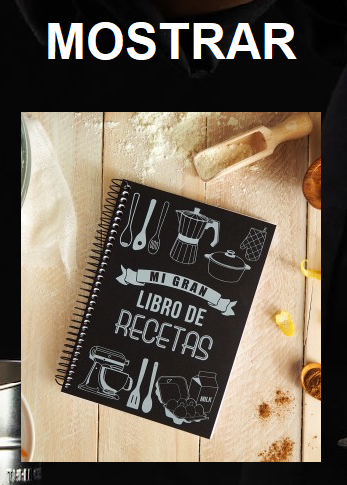 MOSTRAR
MI GRAN
LIBRO DE
RECETAS
MILK